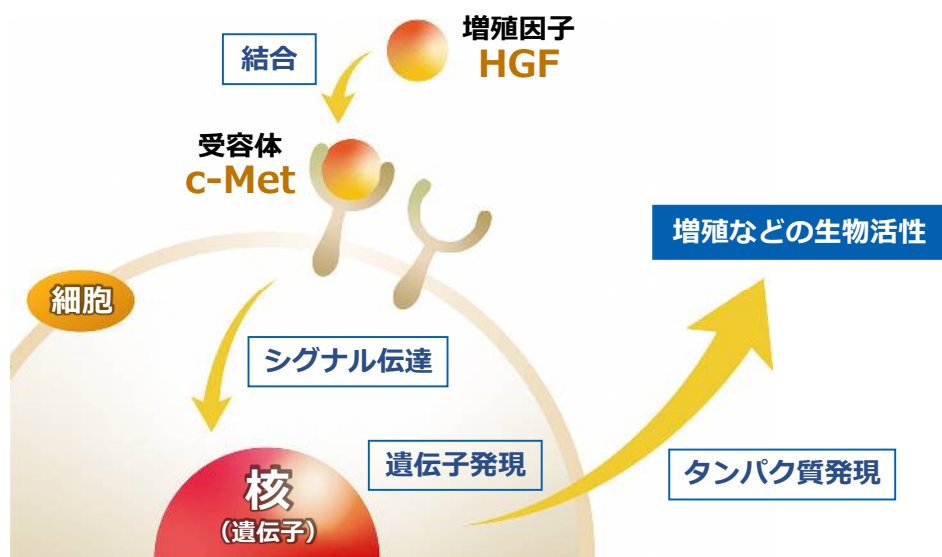 増殖因子
HGF
結合
受容体
c-Met
増殖などの生物活性
細胞
シグナル伝達
遺伝子発現
タンパク質発現
核
（遺伝子）